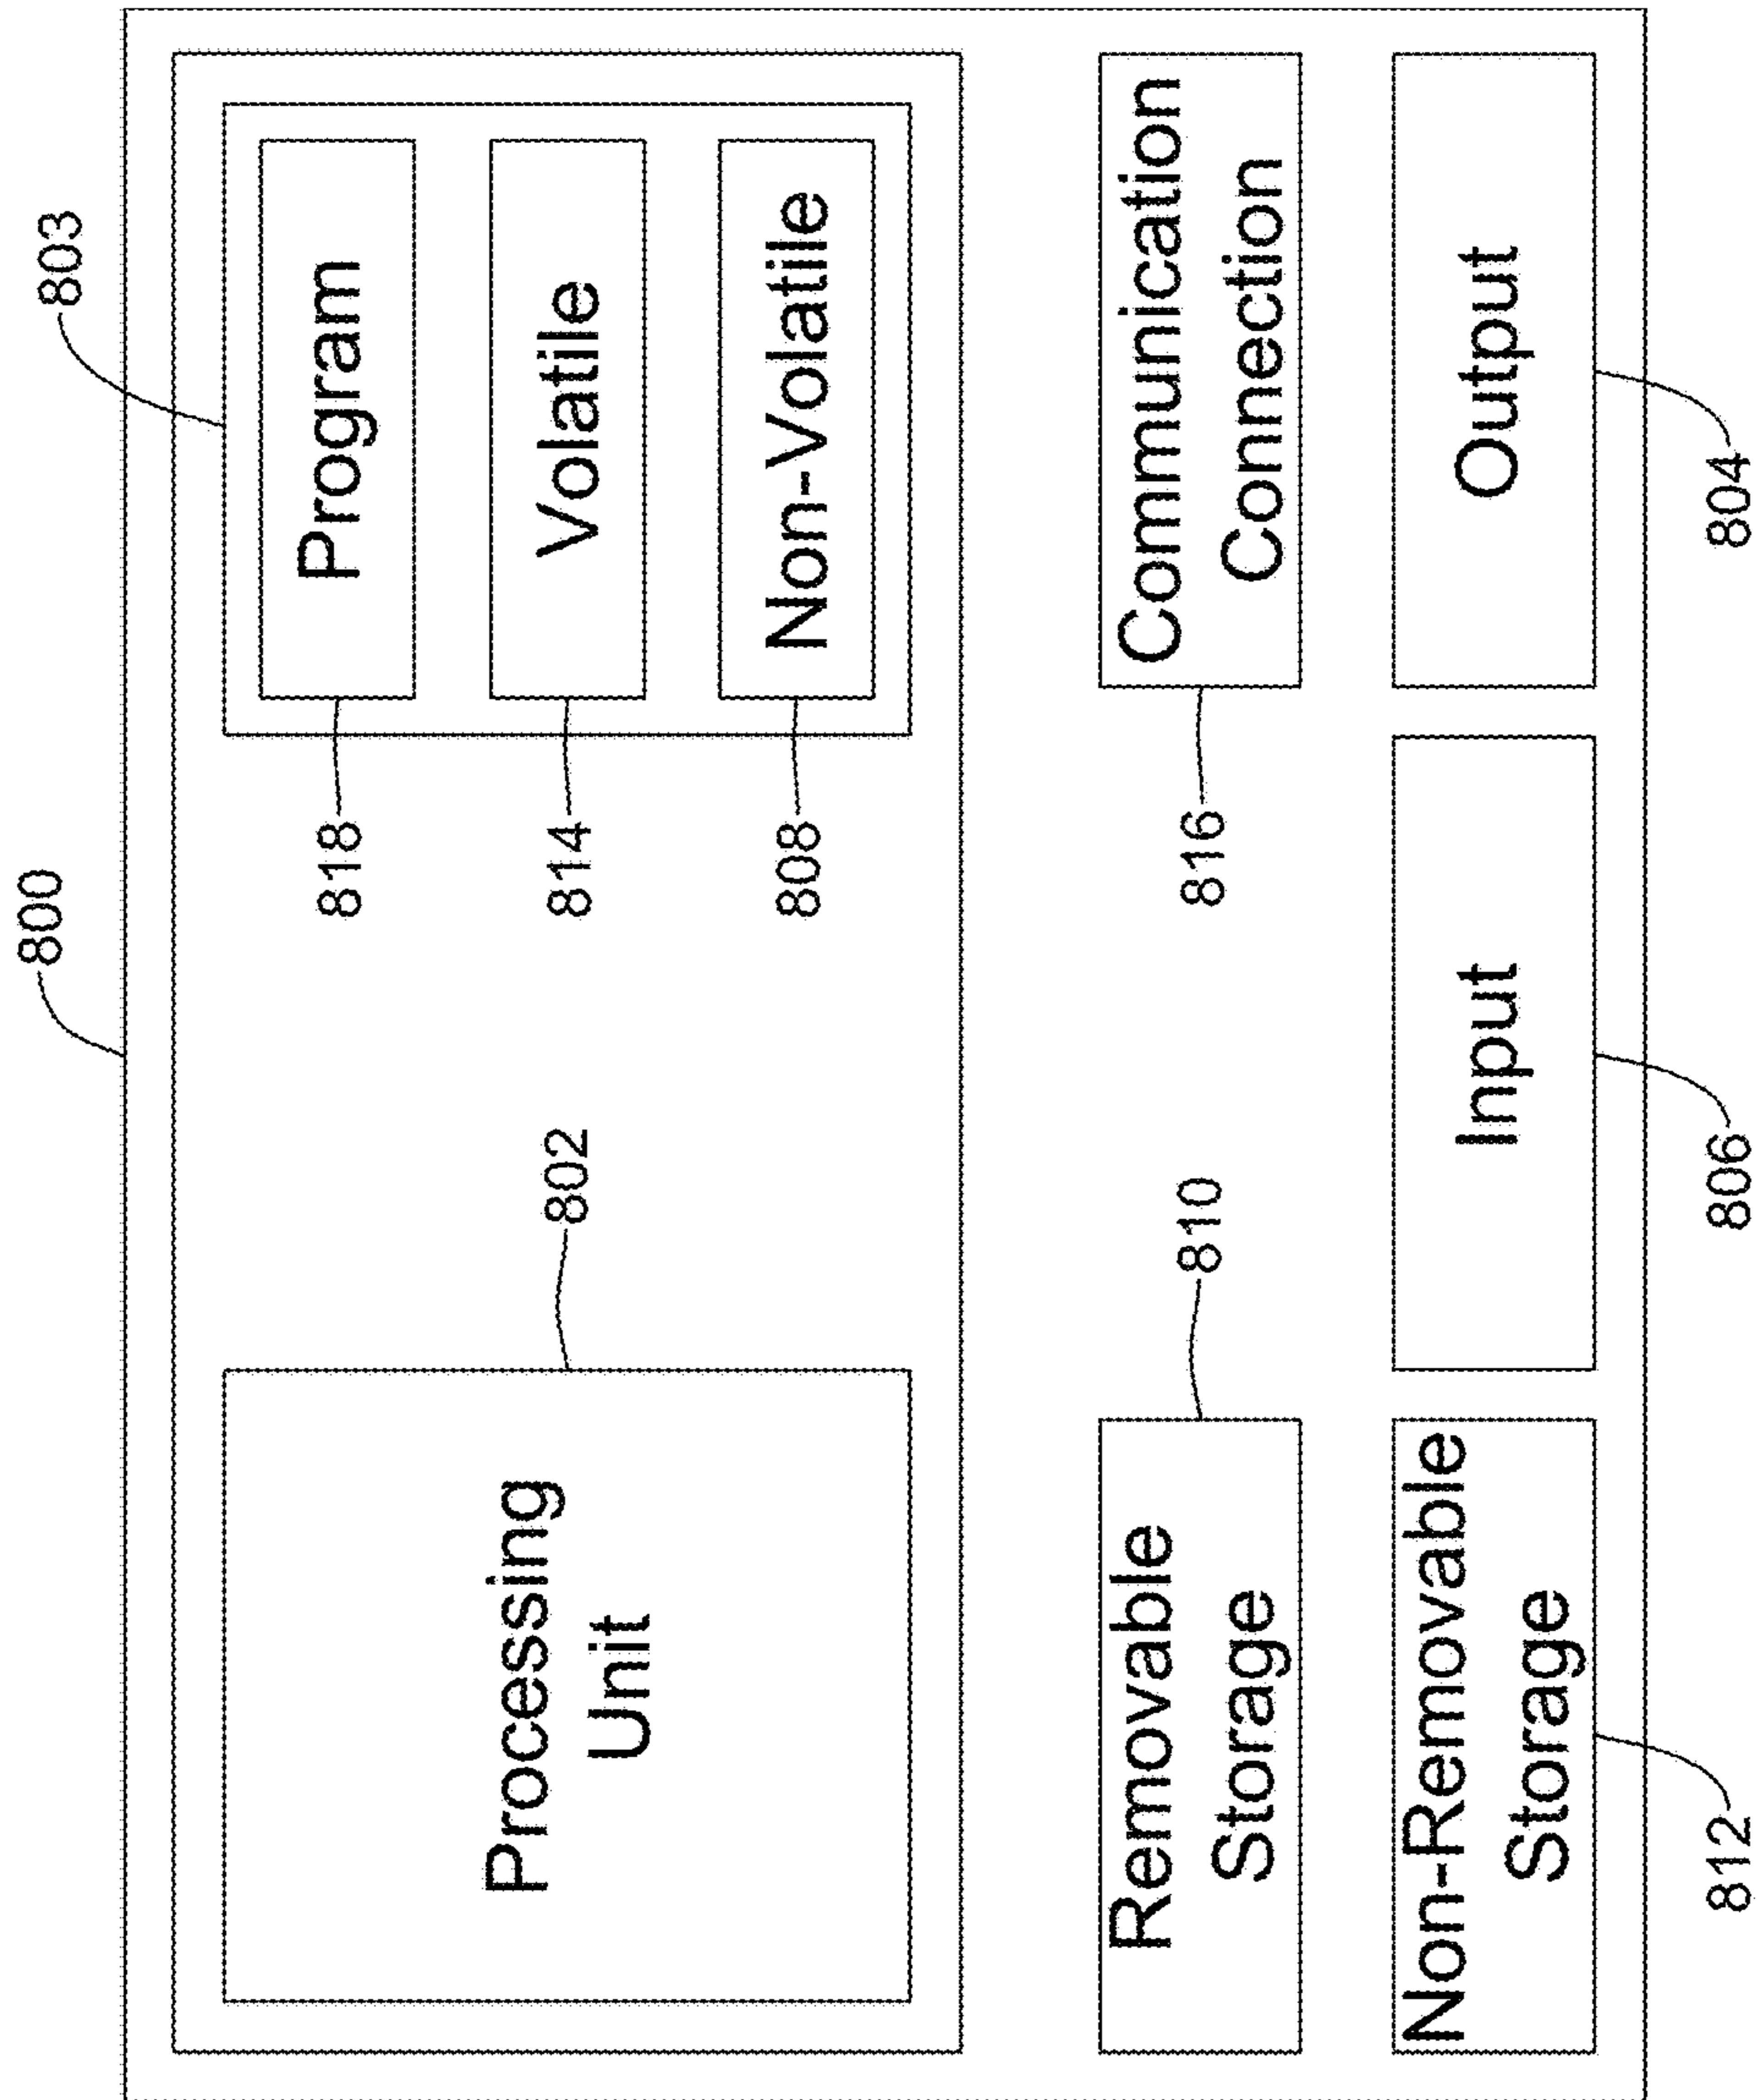 800
803
802
Processing
Unit
818
Program
814
Volatile
808
Non-Volatile
810
Removable
Storage
816
Communication
Connection
Non-Removable
Storage
Input
Output
812
806
804